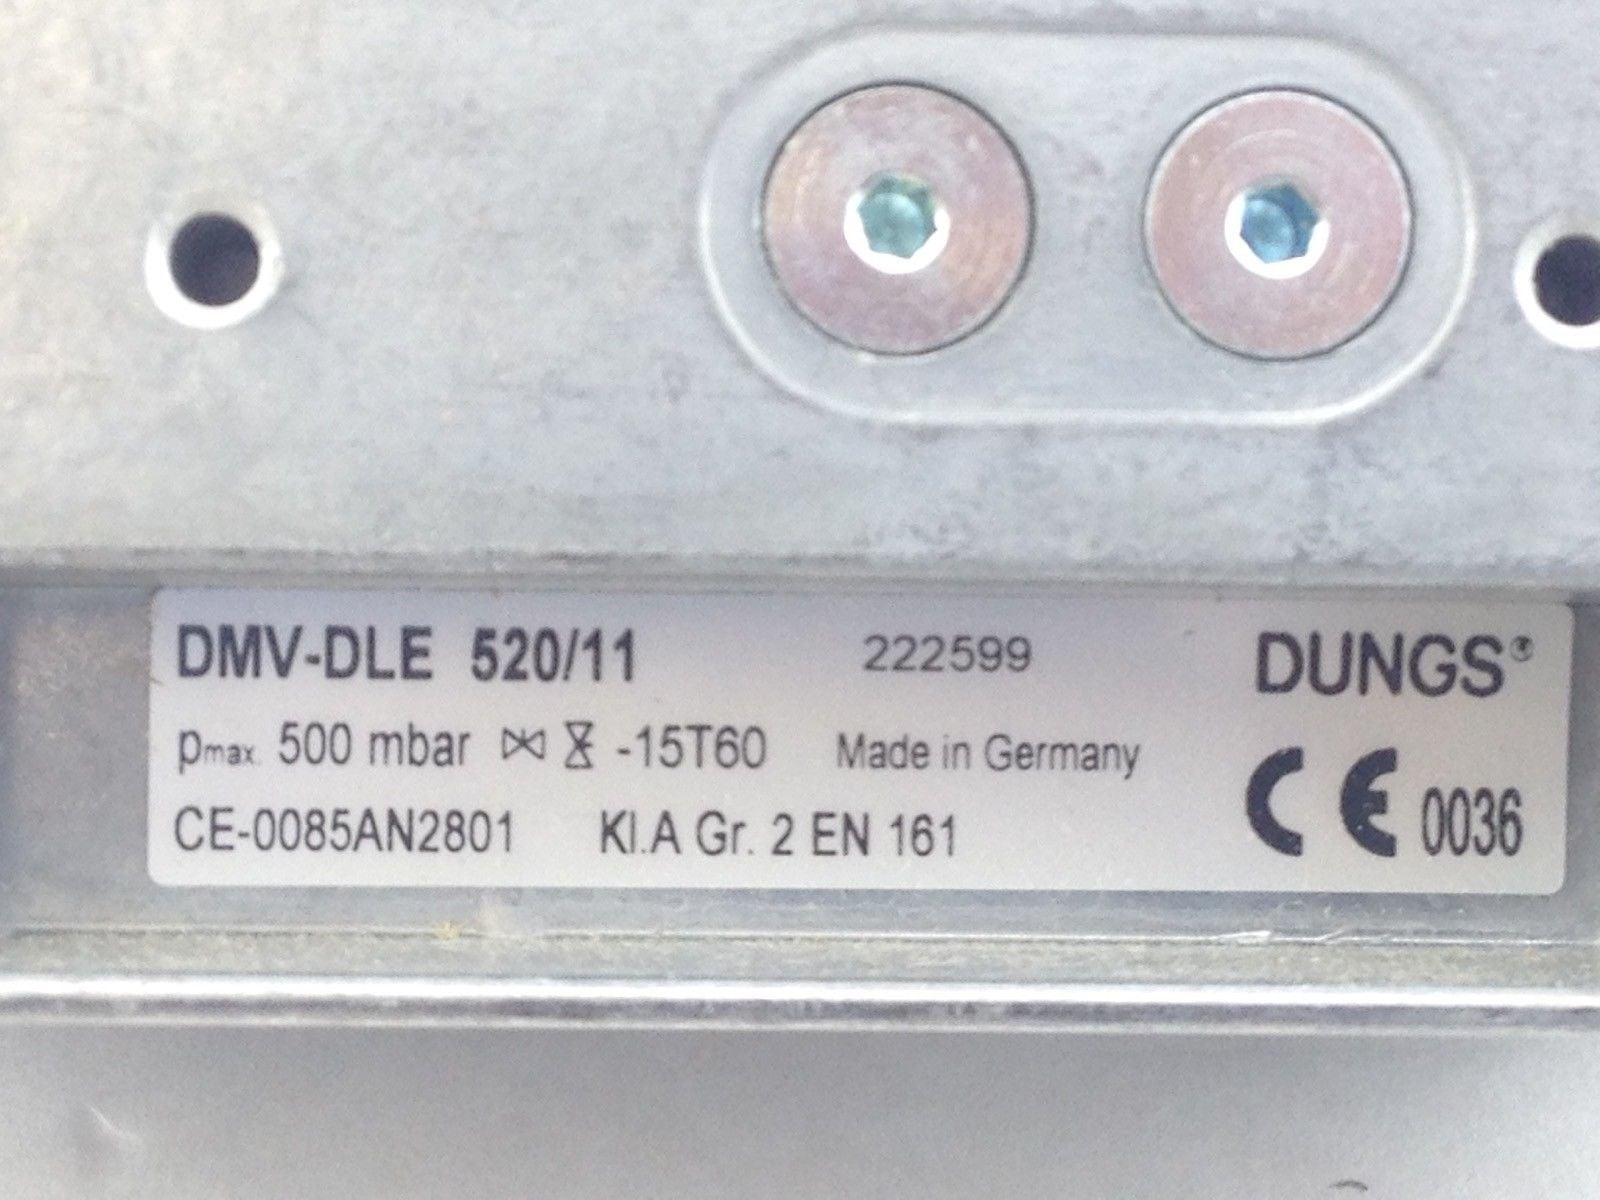 DMV-DLE 520/11 222599 DUNGS®
pmax. 500 mbar -15T60 Made in Germany
CE-0085AN2801 Kl.A Gr. 2 EN 161 CE 0036